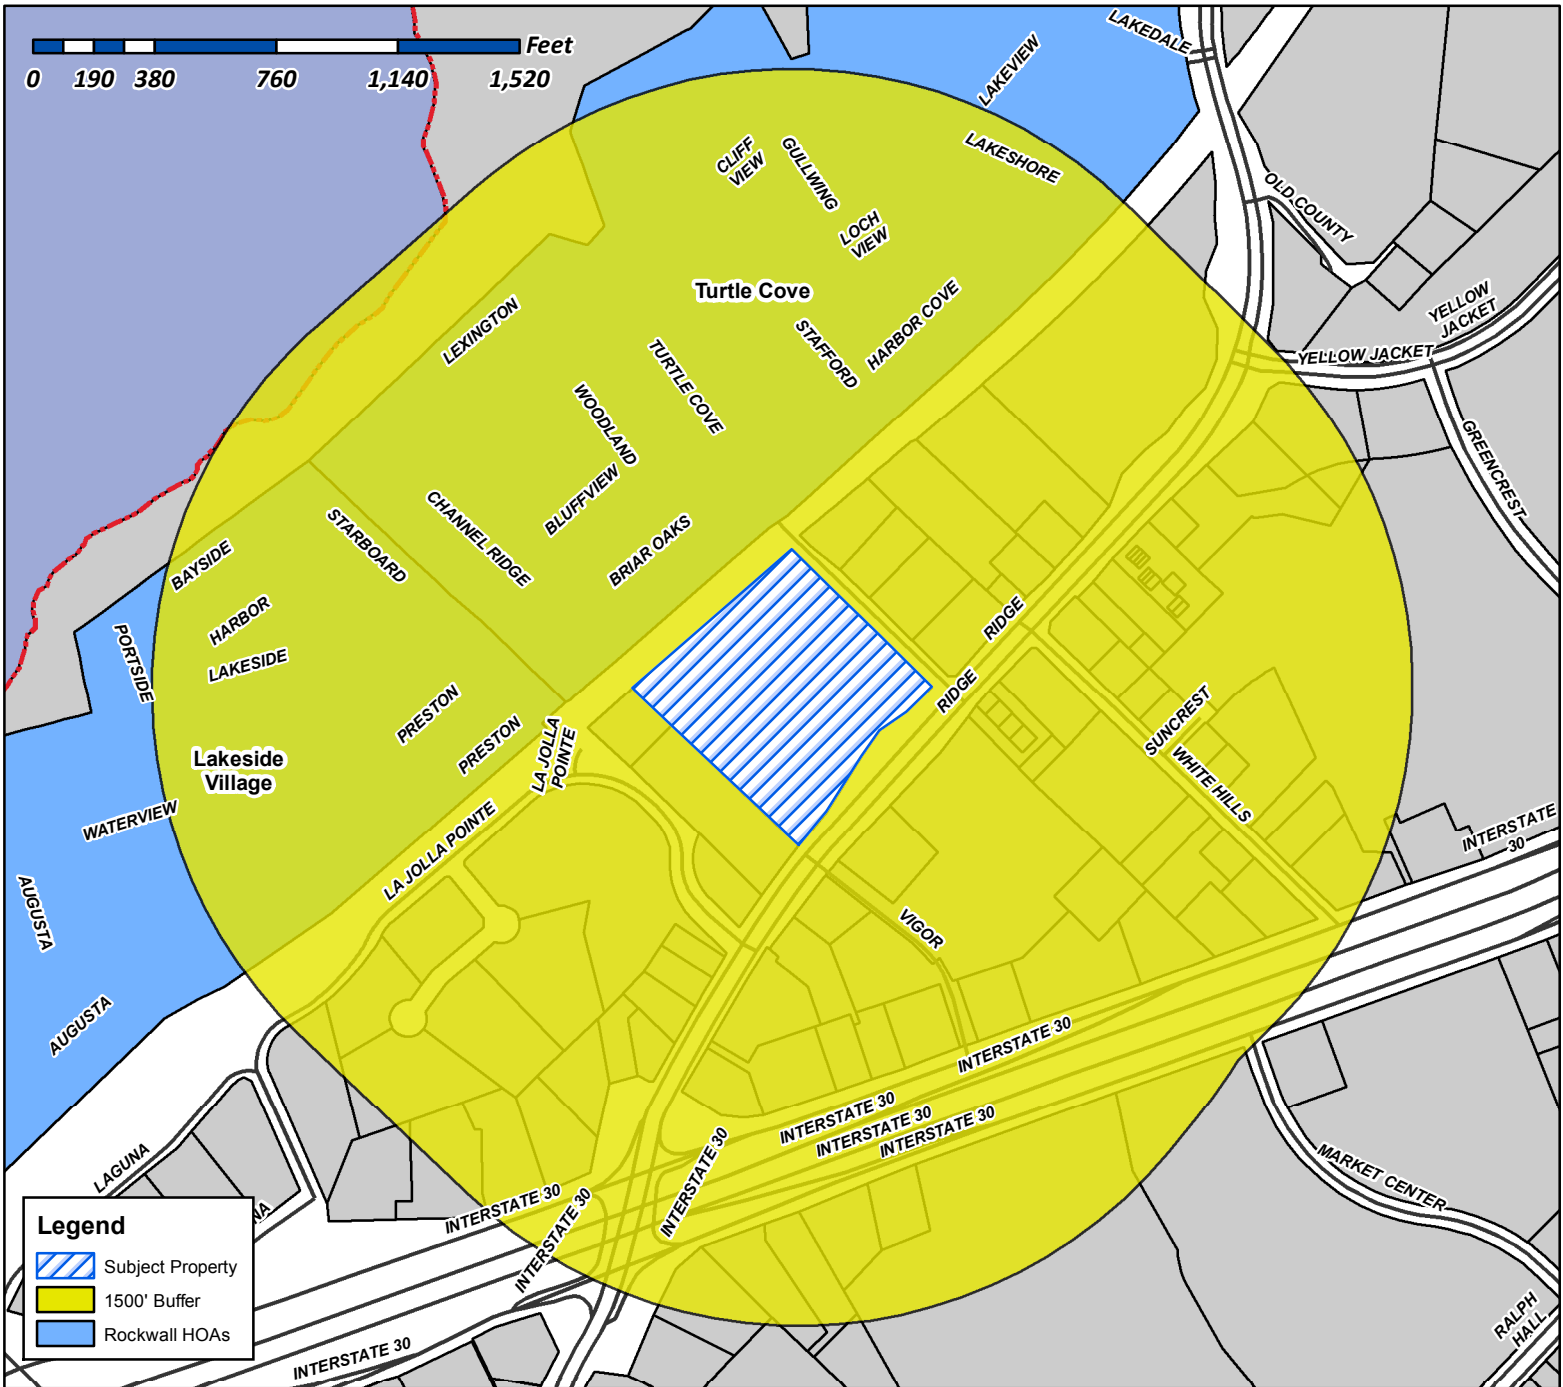 Feet
0 190 380 760 1,140 1,520
LAKEDALE
LAKEVIEW
LAKESHORE
CLIFF
VIEW
GULLWING
LOCH
VIEW
OLD COUNTY
Turtle Cove
HARBOR COVE
STAFFORD
YELLOW
JACKET
YELLOW JACKET
LEXINGTON
TURTLE COVE
WOODLAND
GREENCREST
BLUFFVIEW
CHANNEL RIDGE
STARBOARD
BRIAR OAKS
BAYSIDE
HARBOR
PORTSIDE
LAKESIDE
RIDGE
RIDGE
PRESTON
PRESTON
LA JOLLA
POINTE
SUNCREST
WHITE HILLS
Lakeside
Village
WATERVIEW
LA JOLLA POINTE
INTERSTATE
30
AUGUSTA
VIGOR
AUGUSTA
INTERSTATE 30
INTERSTATE 30
INTERSTATE 30
INTERSTATE 30
INTERSTATE 30
LAGUNA
MARKET CENTER
NA
INTERSTATE 30
INTERSTATE 30
RALPH
HALL
INTERSTATE 30
Legend
Subject Property
1500' Buffer
Rockwall HOAs